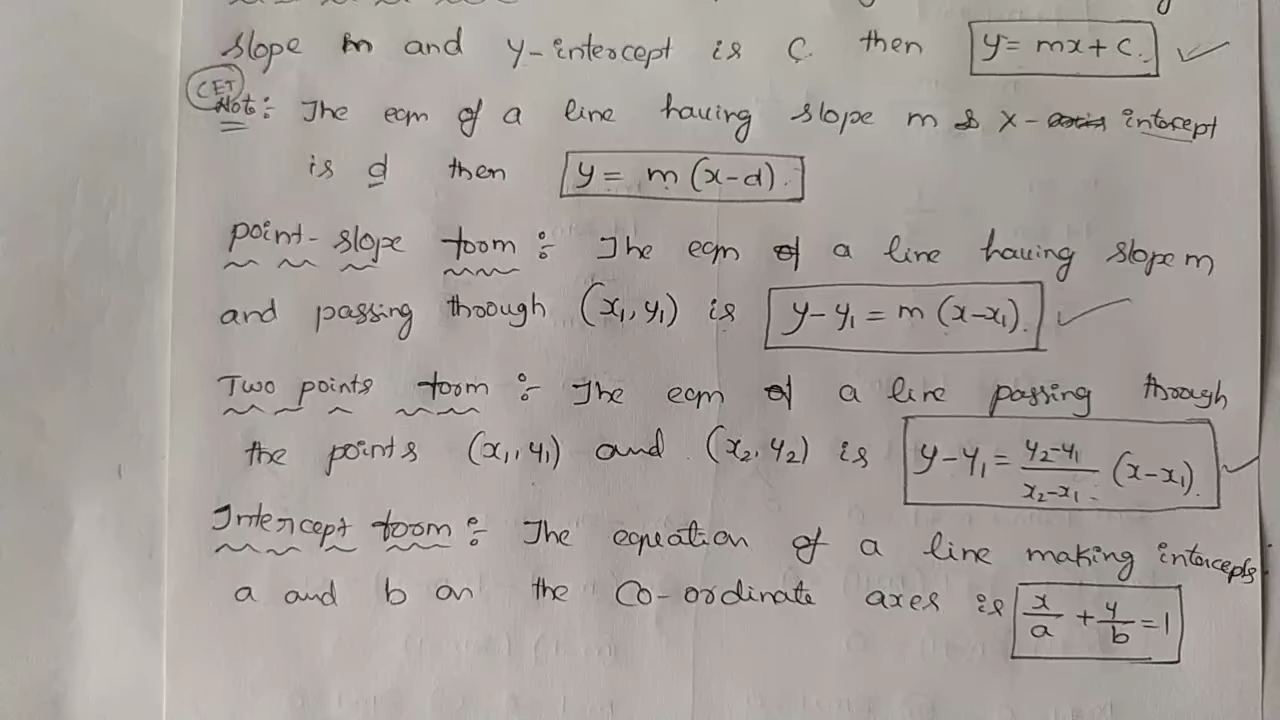 slope m and y-intercept is C. then y = mx + c.
CET
Note: The eqn of a line having slope m & x- intercept
is d then y = m (x-d).
point-slope form :- The eqn of a line having slope m
and passing through (x₁, y₁) is y - y₁ = m (x-x₁).
Two points form :- The eqn of a line passing through
the points (x₁, y₁) and (x₂, y₂) is y - y₁ = y₂-y₁ / x₂-x₁ (x-x₁).
Intercept form :- The equation of a line making intercepts
a and b on the Co-ordinate axes is x/a + y/b = 1